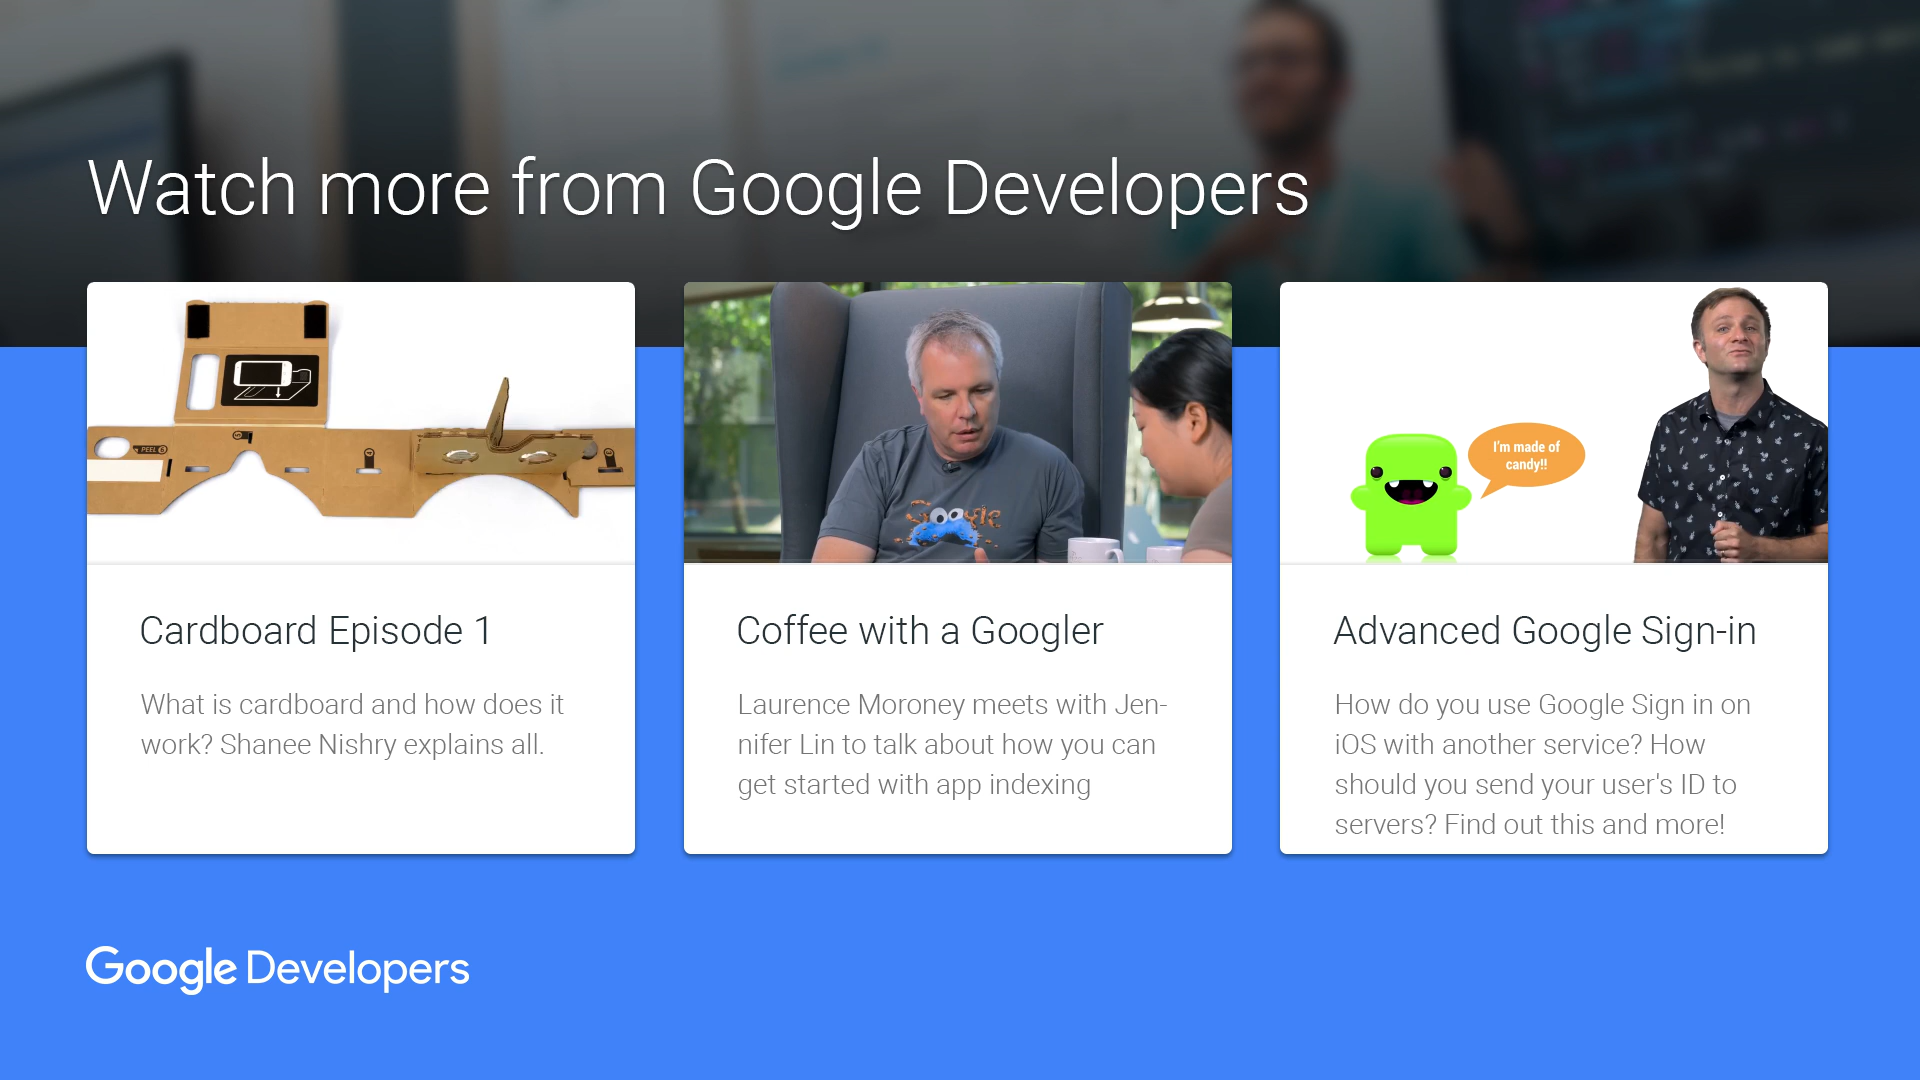 Watch more from Google Developers
PEEL
Google
I'm made of
candy!!
Cardboard Episode 1
What is cardboard and how does it
work? Shanee Nishry explains all.
Coffee with a Googler
Laurence Moroney meets with Jen-
nifer Lin to talk about how you can
get started with app indexing
Advanced Google Sign-in
How do you use Google Sign in on
iOS with another service? How
should you send your user's ID to
servers? Find out this and more!
Google Developers